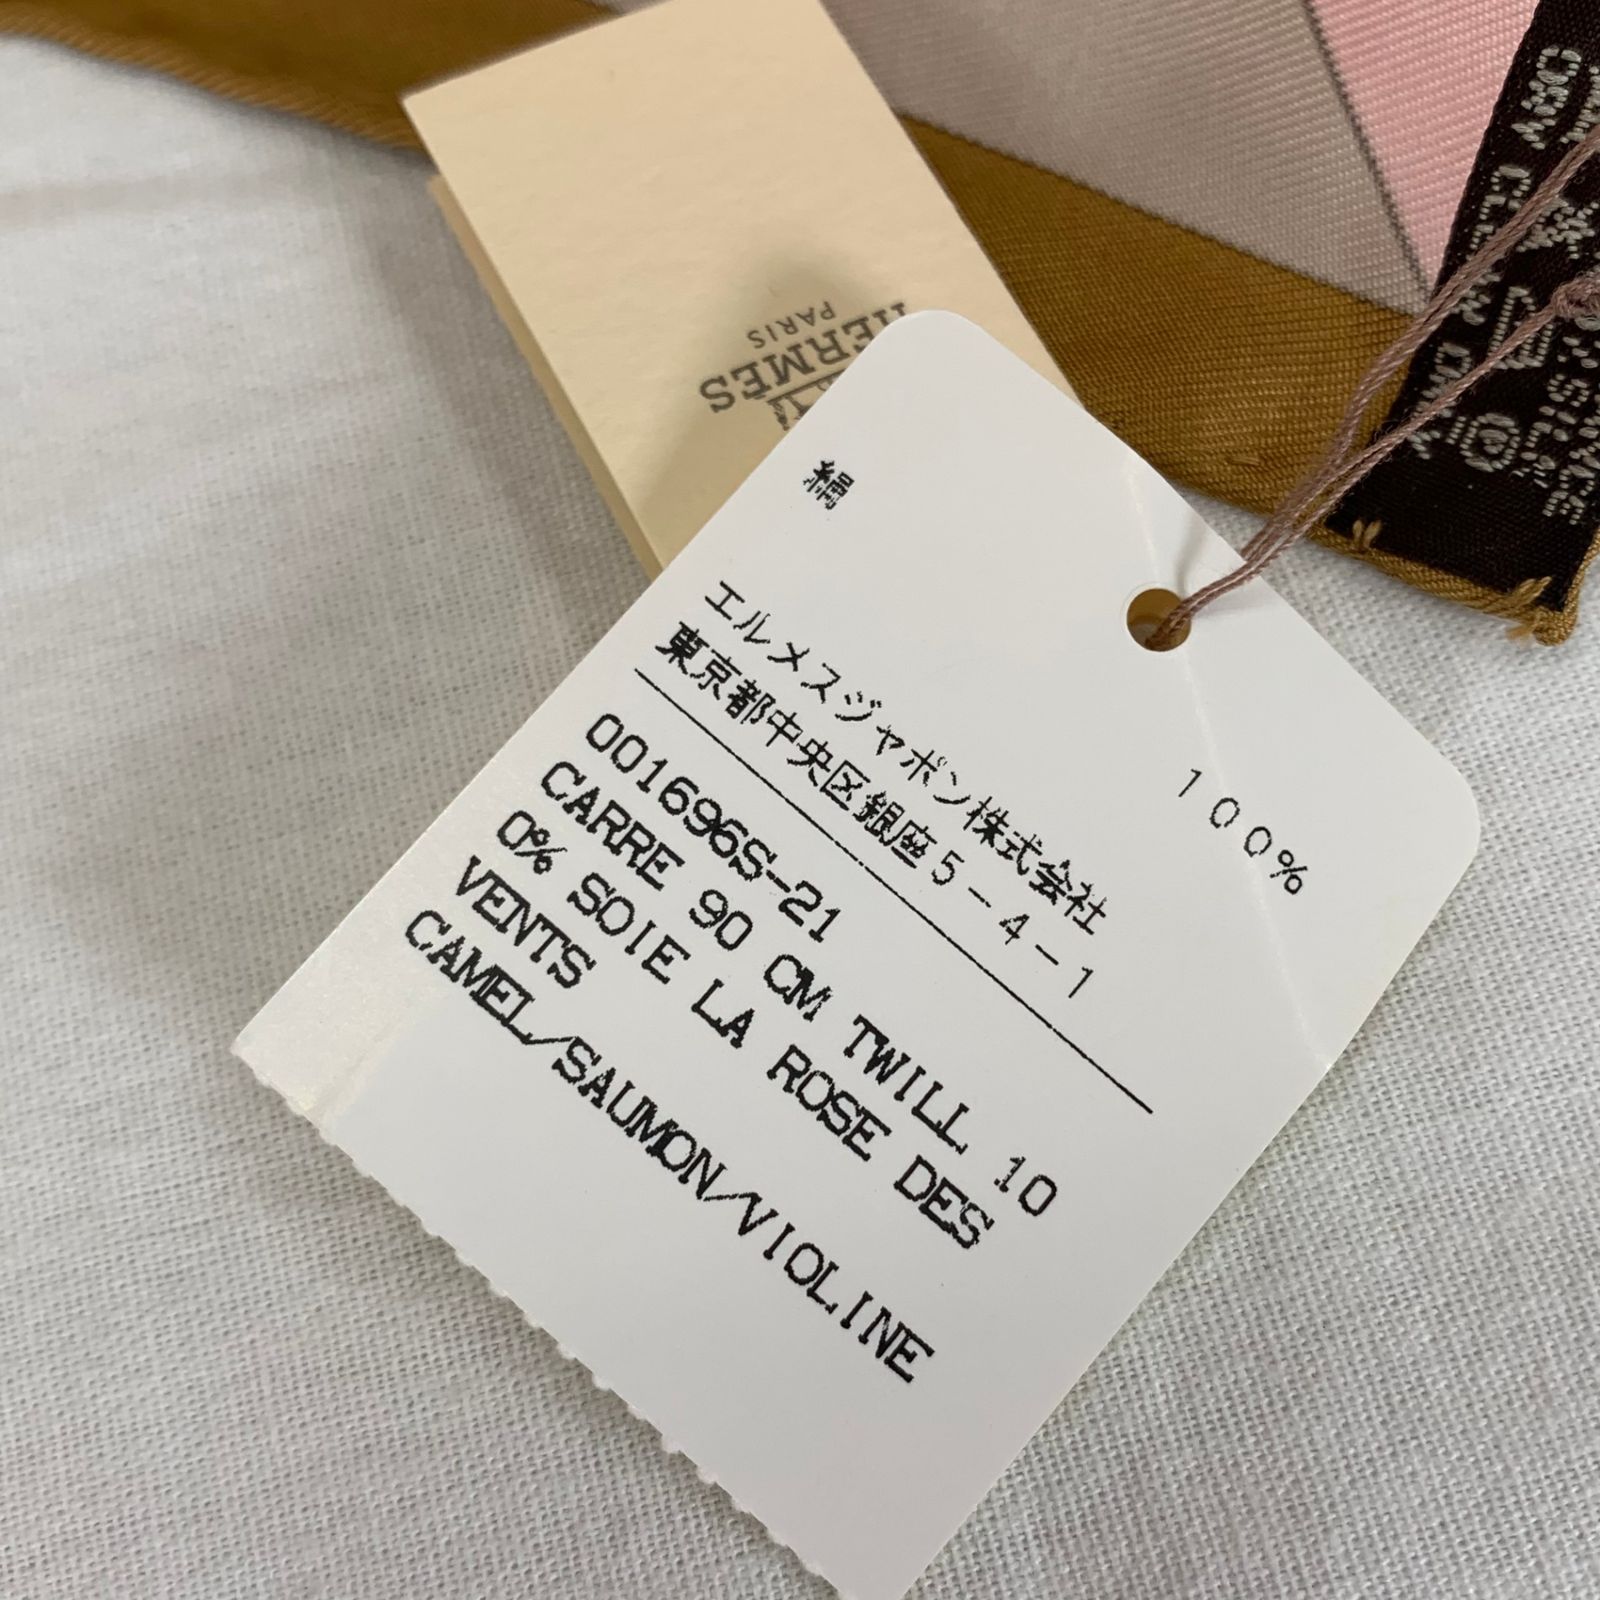 HERMÈS
PARIS
絹 100%
エルメスジャポン株式会社
東京都中央区銀座5-4-1
001696S-21
CARRE 90 CM TWILL 10
0% SOIE LA ROSE DES
VENTS
CAMEL/SAUMON/VIOLINE